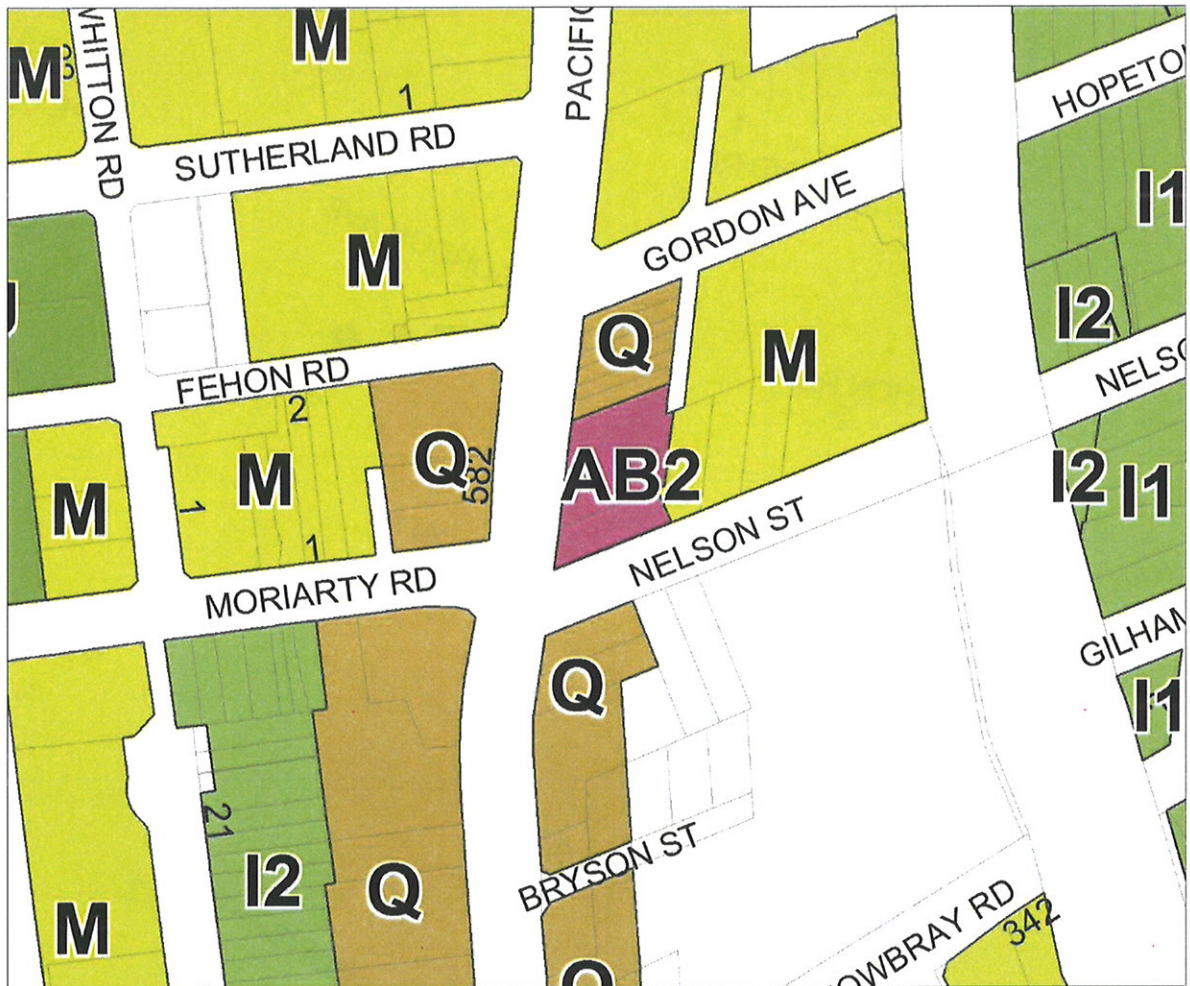 M
WHITTON RD
M
1
PACIFIC
HOPETO
SUTHERLAND RD
I1
M
GORDON AVE
I2
Q
M
FEHON RD
NELSO
2
M
1
1
M
Q
582
AB2
I2
I1
NELSON ST
MORIARTY RD
GILHAM
Q
I1
21
I2
Q
BRYSON ST
M
OWBRAY RD
342
Q